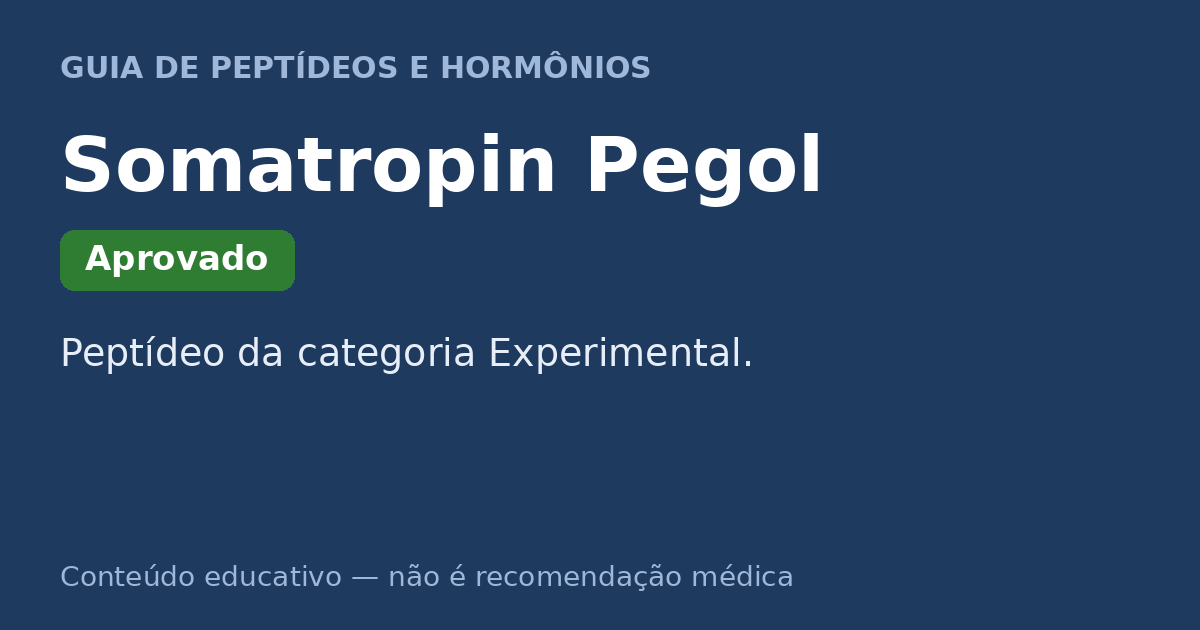 GUIA DE PEPTÍDEOS E HORMÔNIOS
Somatropin Pegol
Aprovado
Peptídeo da categoria Experimental.
Conteúdo educativo — não é recomendação médica